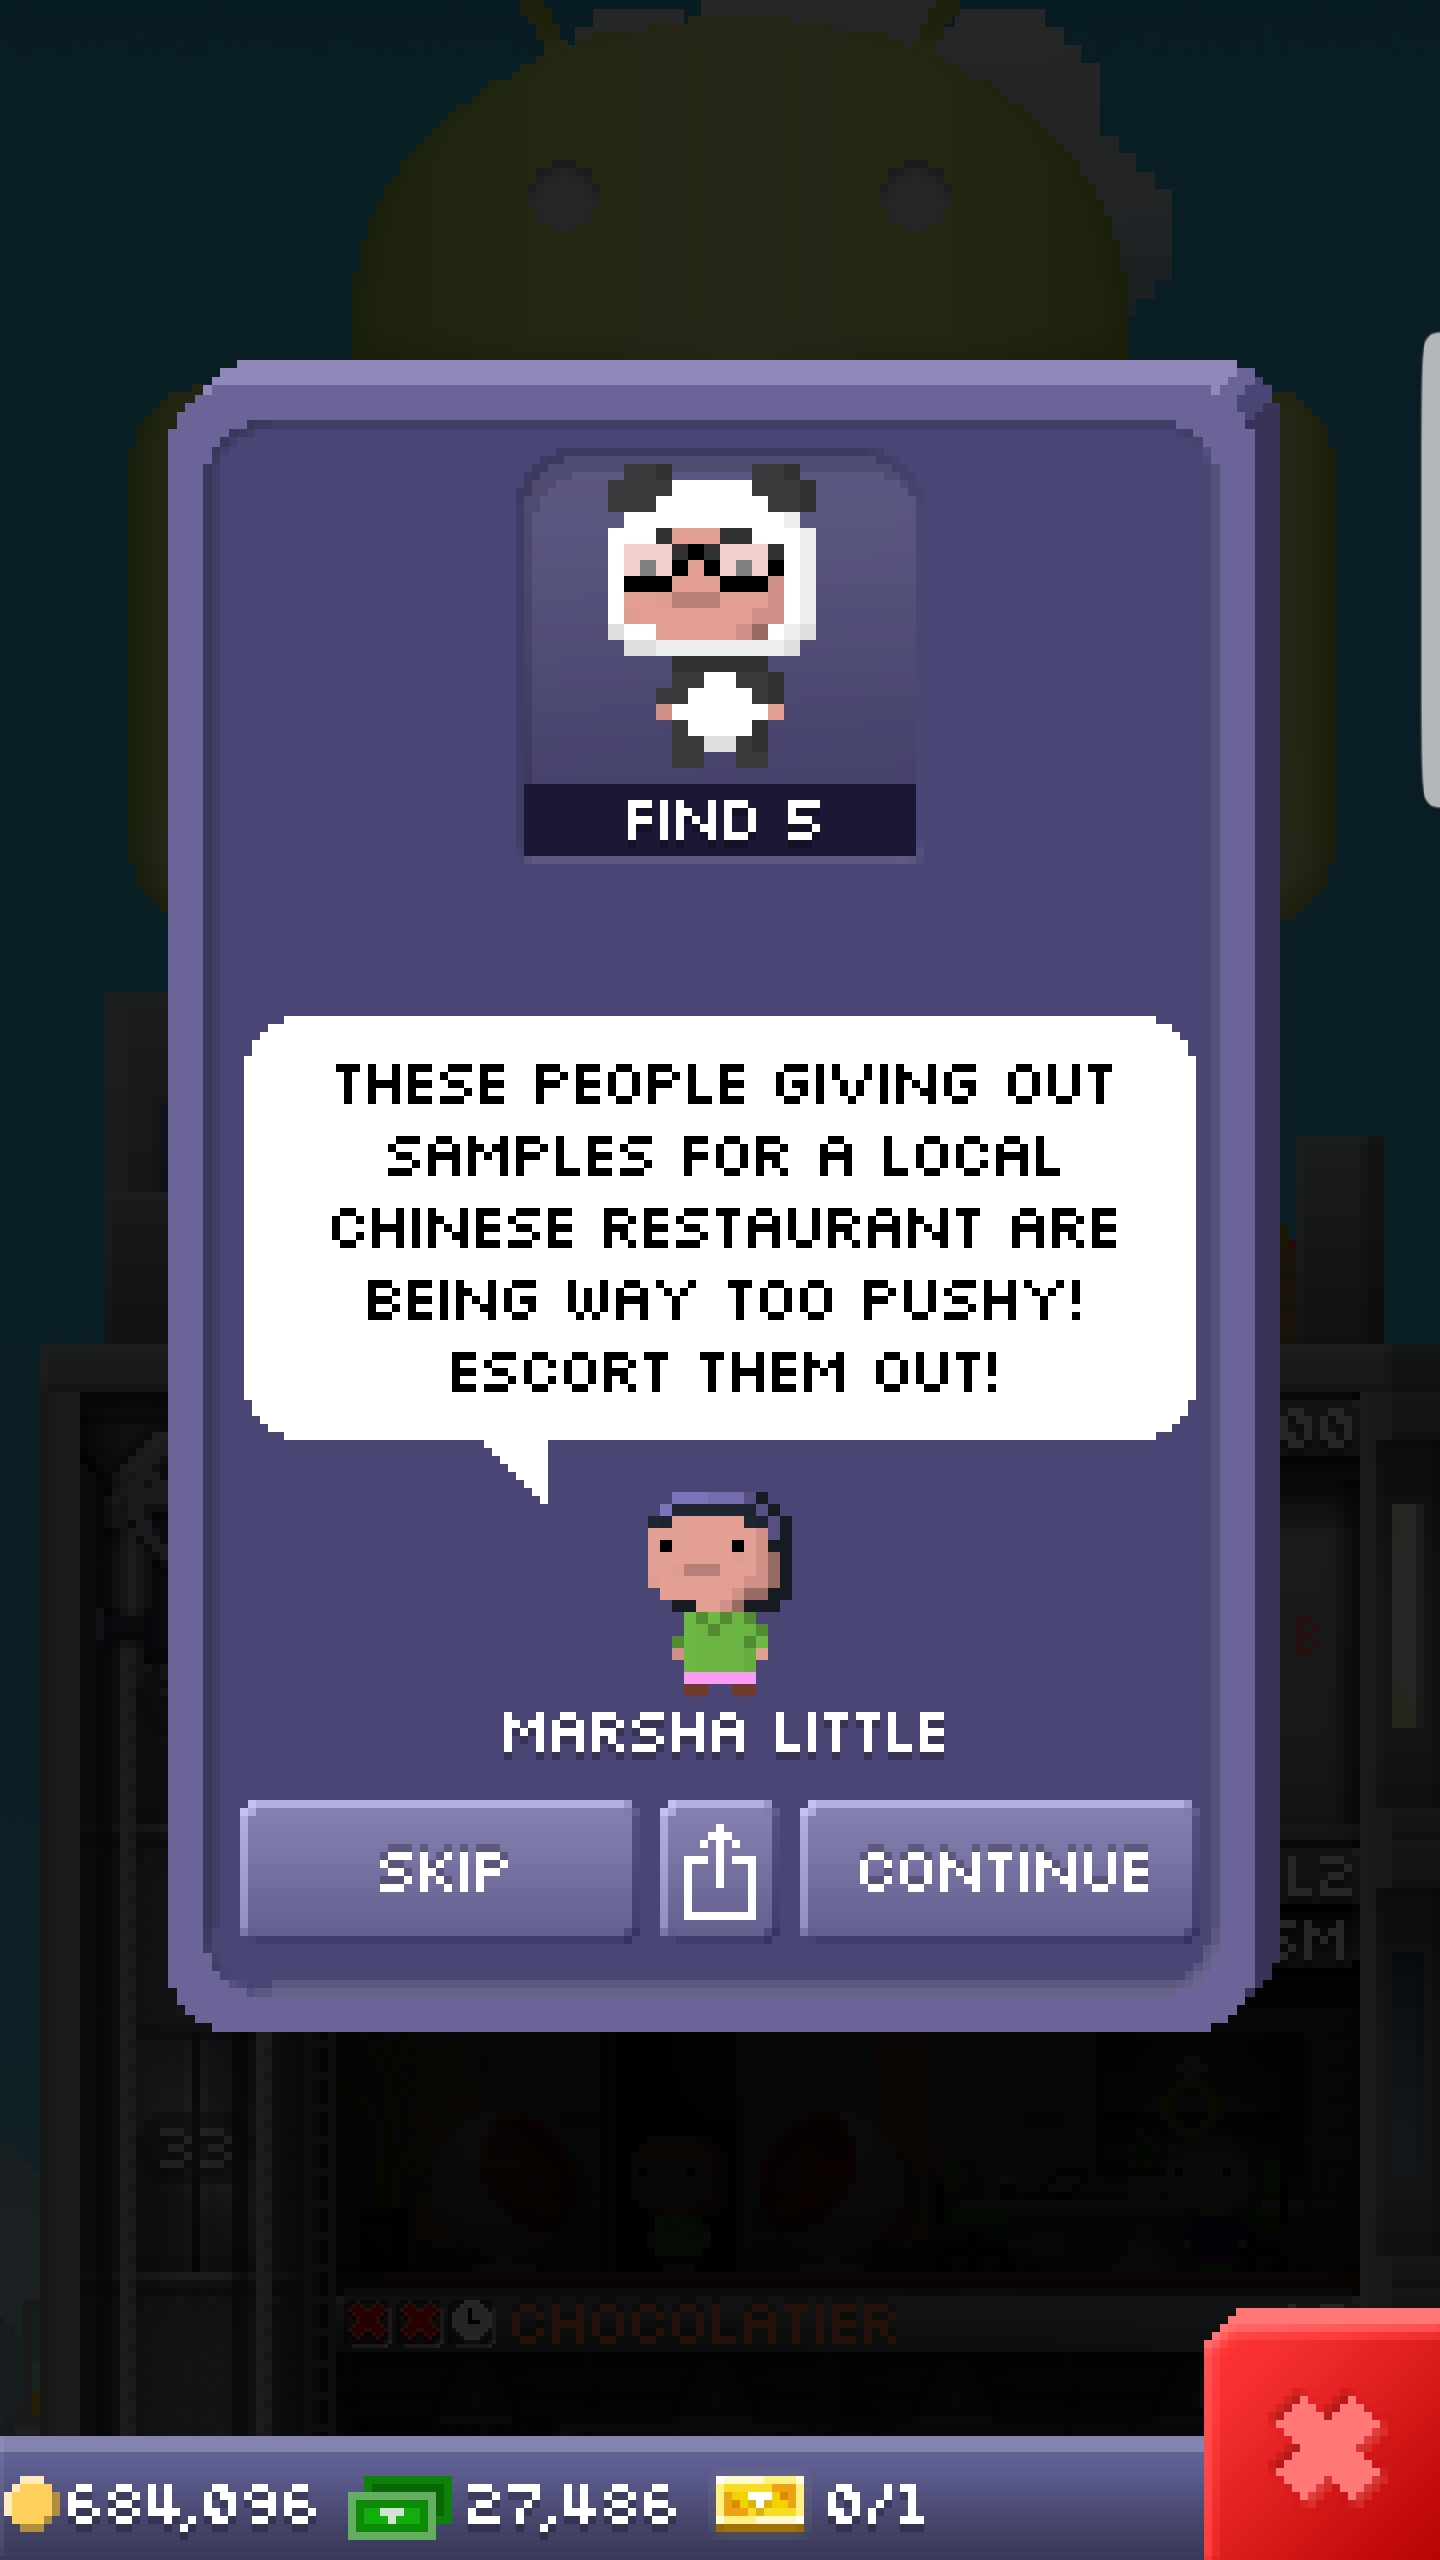 FIND 5
THESE PEOPLE GIVING OUT
SAMPLES FOR A LOCAL
CHINESE RESTAURANT ARE
BEING WAY TOO PUSHY!
ESCORT THEM OUT!
MARSHA LITTLE
SKIP
CONTINUE
33
CHOCOLATIER
684,096
27,486
0/1